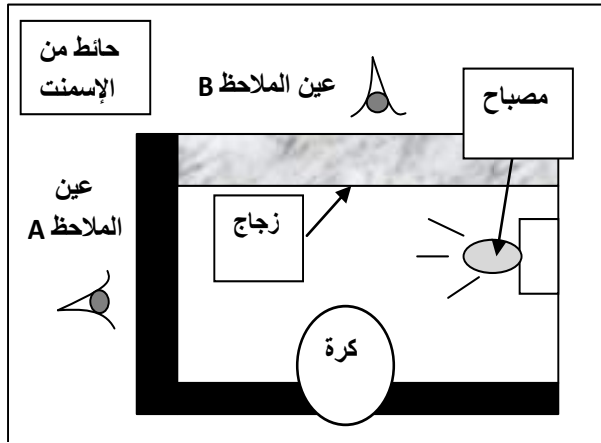 حائط من
الإسمنت
عين الملاحظ B
مصباح
عين
الملاحظ A
زجاج
كرة